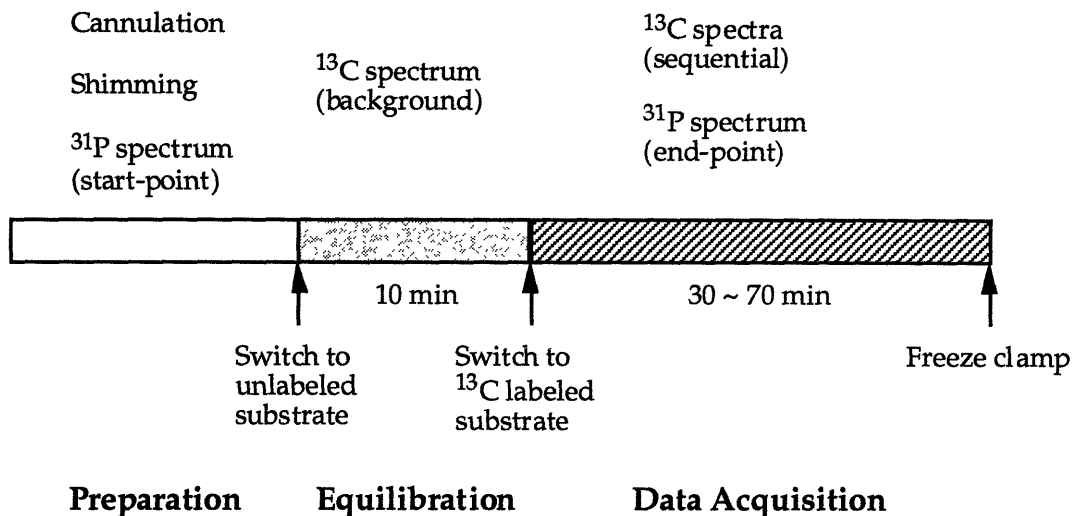 Cannulation
Shimming
³¹P spectrum
(start-point)
¹³C spectrum
(background)
¹³C spectra
(sequential)
³¹P spectrum
(end-point)
10 min
30 ~ 70 min
Switch to
unlabeled
substrate
Switch to
¹³C labeled
substrate
Freeze clamp
Preparation
Equilibration
Data Acquisition